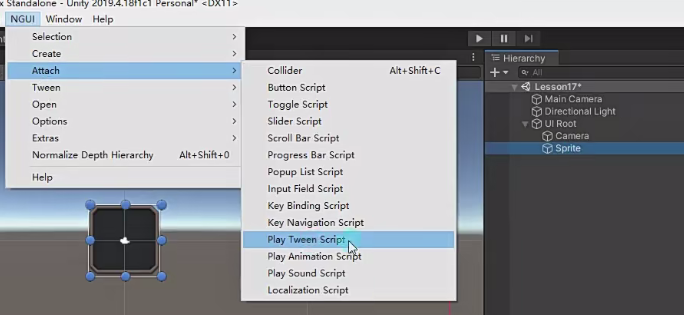 x Standalone - Unity 2019.4.18f1c1 Personal* <DX11>
NGUI Window Help
Selection
Create
Attach
Tween
Open
Options
Extras
Normalize Depth Hierarchy Alt+Shift+0
Help
Collider Alt+Shift+C
Button Script
Toggle Script
Slider Script
Scroll Bar Script
Progress Bar Script
Popup List Script
Input Field Script
Key Binding Script
Key Navigation Script
Play Tween Script
Play Animation Script
Play Sound Script
Localization Script
Hierarchy
All
Lesson17*
Main Camera
Directional Light
UI Root
Camera
Sprite